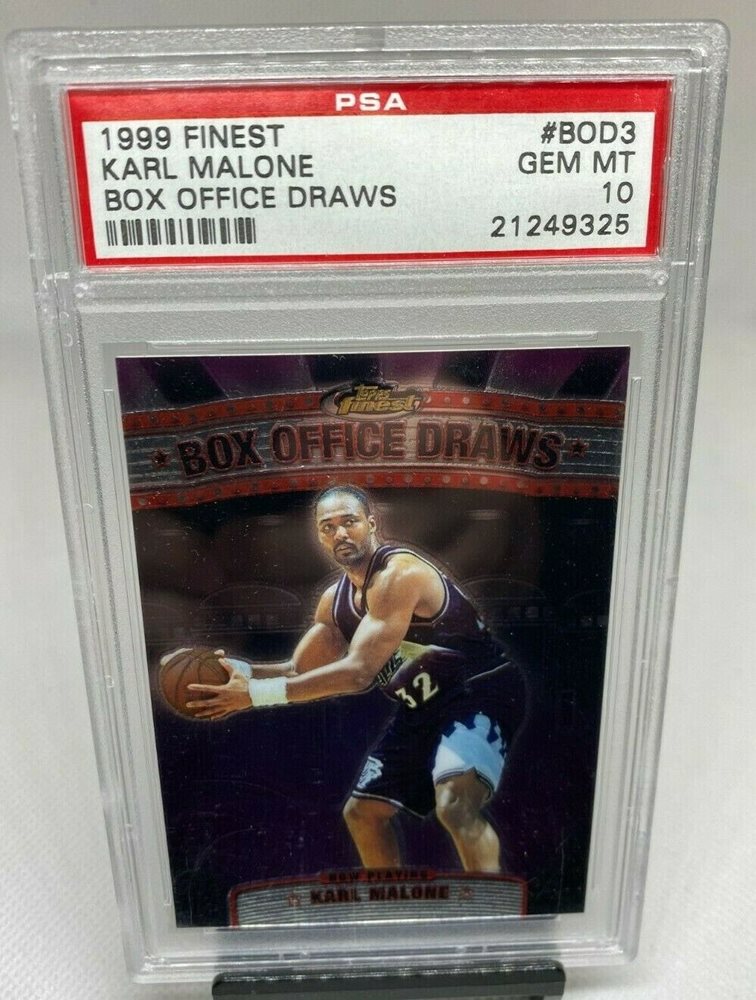 PSA
1999 FINEST #BOD3
KARL MALONE GEM MT
BOX OFFICE DRAWS 10
21249325
Topps
finest
★ BOX OFFICE DRAWS ★
32
NOW PLAYING
★ KARL MALONE ★